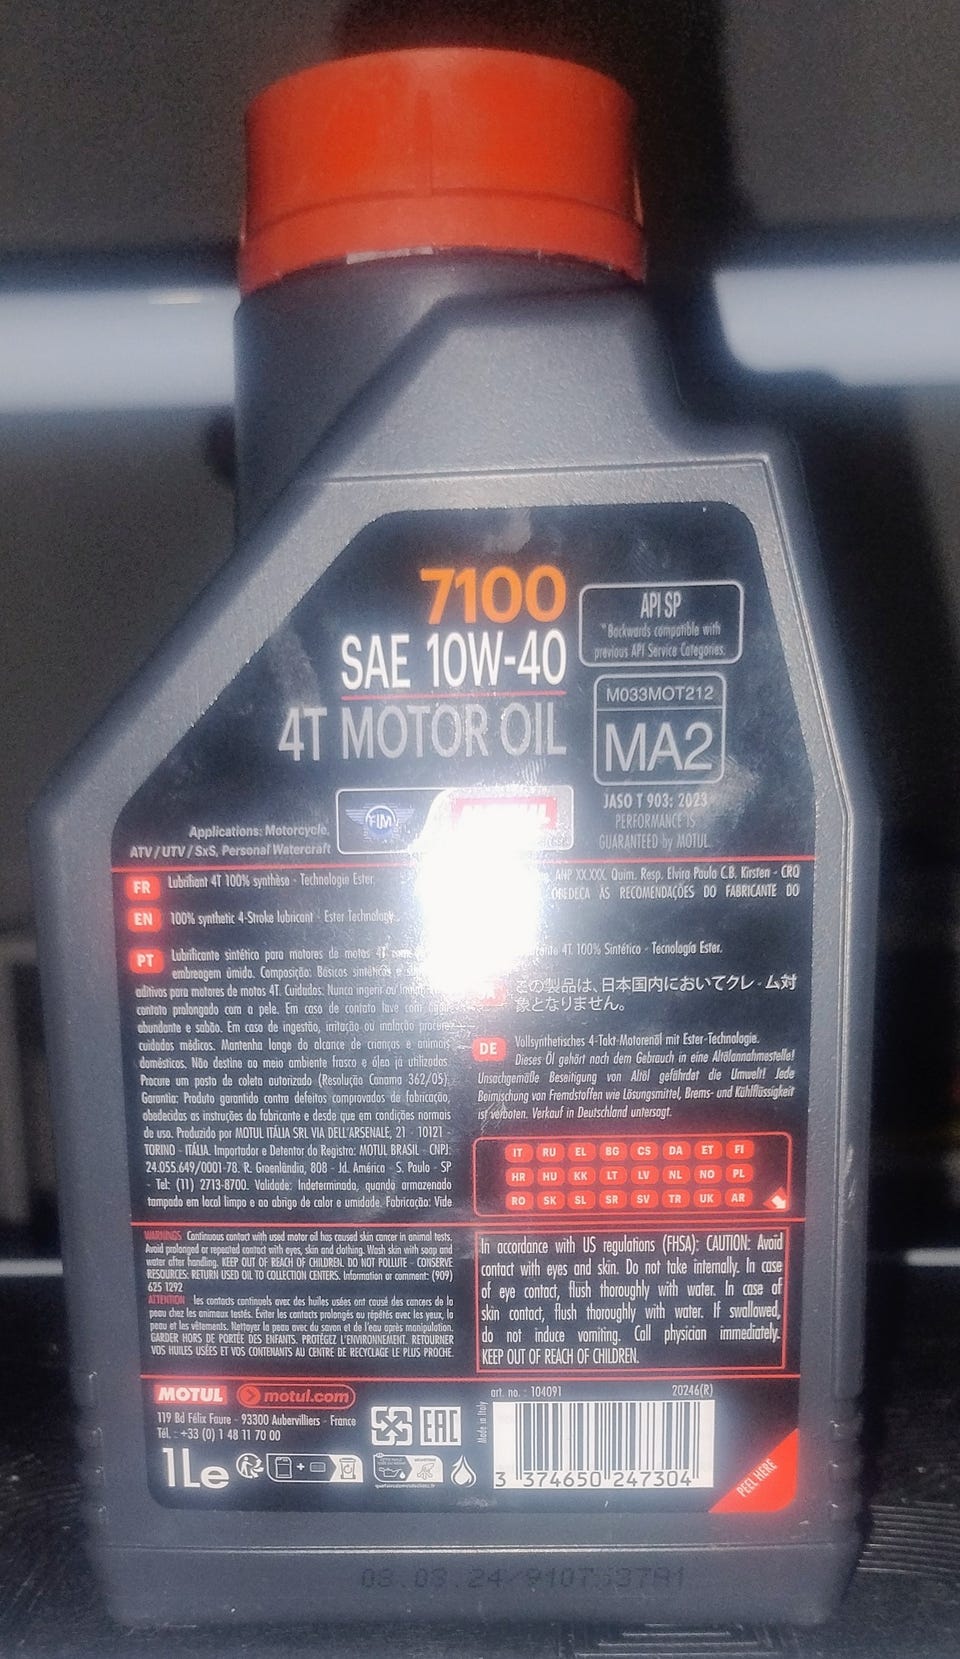 7100
SAE 10W-40
4T MOTOR OIL
API SP
*Backwards compatible with
previous API Service Categories.
M033MOT212
MA2
JASO T 903: 2023
PERFORMANCE IS
GUARANTEED by MOTUL.
FIM
Applications: Motorcycle,
ATV / UTV / SxS, Personal Watercraft
FR Lubrifiant 4T 100% synthèse - Technologie Ester.
EN 100% synthetic 4-Stroke lubricant - Ester Technology.
PT Lubrificante sintético para motores de motos 4T
embreagem úmido. Composição: Básicos sintéticos e
aditivos para motores de motos 4T. Cuidados: Nunca ingerir ou
contato prolongado com a pele. Em caso de contato lave com
abundante e sabão. Em caso de ingestão, irritação ou inalação procure
cuidados médicos. Mantenha longe do alcance de crianças e animais
domésticos. Não destine ao meio ambiente frasco e óleo já utilizados.
Procure um posto de coleta autorizado (Resolução Conama 362/05).
Garantia: Produto garantido contra defeitos comprovados de fabricação,
obedecidas as instruções do fabricante e desde que em condições normais
de uso. Produzido por MOTUL ITÁLIA SRL VIA DELL'ARSENALE, 21 - 10121 -
TORINO - ITÁLIA. Importador e Detentor do Registro: MOTUL BRASIL - CNPJ:
24.055.649/0001-78. R. Groenlândia, 808 - Jd. América - S. Paulo - SP
- Tel: (11) 2713-8700. Validade: Indeterminada, quando armazenado
tampado em local limpo e ao abrigo de calor e umidade. Fabricação: Vide
ANP XX.XXX. Quim. Resp. Elvira Paula C.B. Kirsten - CRQ
OBEDEÇA ÀS RECOMENDAÇÕES DO FABRICANTE DO
4T 100% Sintético - Tecnología Ester.
この製品は、日本国内においてクレーム対
象となりません。
DE Vollsynthetisches 4-Takt-Motorenöl mit Ester-Technologie.
Dieses Öl gehört nach dem Gebrauch in eine Altölannahmestelle!
Unsachgemäße Beseitigung von Altöl gefährdet die Umwelt! Jede
Beimischung von Fremdstoffen wie Lösungsmittel, Brems- und Kühlflüssigkeit
ist verboten. Verkauf in Deutschland untersagt.
IT RU EL BG CS DA ET FI
HR HU KK LT LV NL NO PL
RO SK SL SR SV TR UK AR
WARNINGS Continuous contact with used motor oil has caused skin cancer in animal tests.
Avoid prolonged or repeated contact with eyes, skin and clothing. Wash skin with soap and
water after handling. KEEP OUT OF REACH OF CHILDREN. DO NOT POLLUTE - CONSERVE
RESOURCES: RETURN USED OIL TO COLLECTION CENTERS. Information or comment: (909)
625 1292
ATTENTION les contacts continuels avec des huiles usées ont causé des cancers de la
peau chez les animaux testés. Éviter les contacts prolongés ou répétés avec les yeux, la
peau et les vêtements. Nettoyer la peau avec du savon et de l'eau après manipulation.
GARDER HORS DE PORTÉE DES ENFANTS. PROTÉGEZ L'ENVIRONNEMENT. RETOURNER
VOS HUILES USÉES ET VOS CONTENANTS AU CENTRE DE RECYCLAGE LE PLUS PROCHE.
In accordance with US regulations (FHSA): CAUTION: Avoid
contact with eyes and skin. Do not take internally. In case
of eye contact, flush thoroughly with water. In case of
skin contact, flush thoroughly with water. If swallowed,
do not induce vomiting. Call physician immediately.
KEEP OUT OF REACH OF CHILDREN.
MOTUL motul.com
119 Bd Félix Faure - 93300 Aubervilliers - France
Tél. : +33 (0) 1 48 11 70 00
1Le
EAC
Made in Italy
art. no. : 104091 20246(R)
3 374650 247304
PEEL HERE
03.03.24